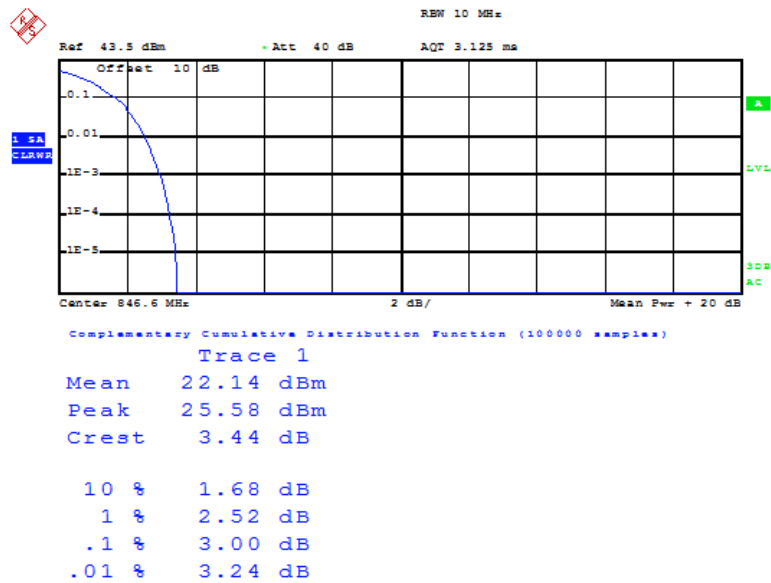 RBW 10 MHz
Ref 43.5 dBm * Att 40 dB AQT 3.125 ms
Offset 10 dB
0.1
A
1 SA
CLRWR
0.01
LVL
1E-3
1E-4
1E-5
3DB
AC
Center 846.6 MHz 2 dB/ Mean Pwr + 20 dB
Complementary Cumulative Distribution Function (100000 samples)
Trace 1
Mean 22.14 dBm
Peak 25.58 dBm
Crest 3.44 dB
10 % 1.68 dB
1 % 2.52 dB
.1 % 3.00 dB
.01 % 3.24 dB